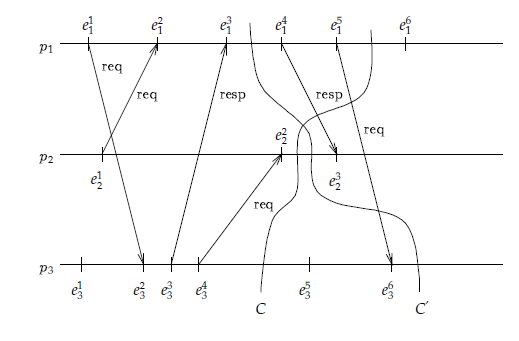 e_1^1 e_1^2 e_1^3 e_1^4 e_1^5 e_1^6
p_1
req
req resp resp
req
e_2^2
p_2
e_2^1 e_2^3
req
p_3
e_3^1 e_3^2 e_3^3 e_3^4 e_3^5 e_3^6
C C'